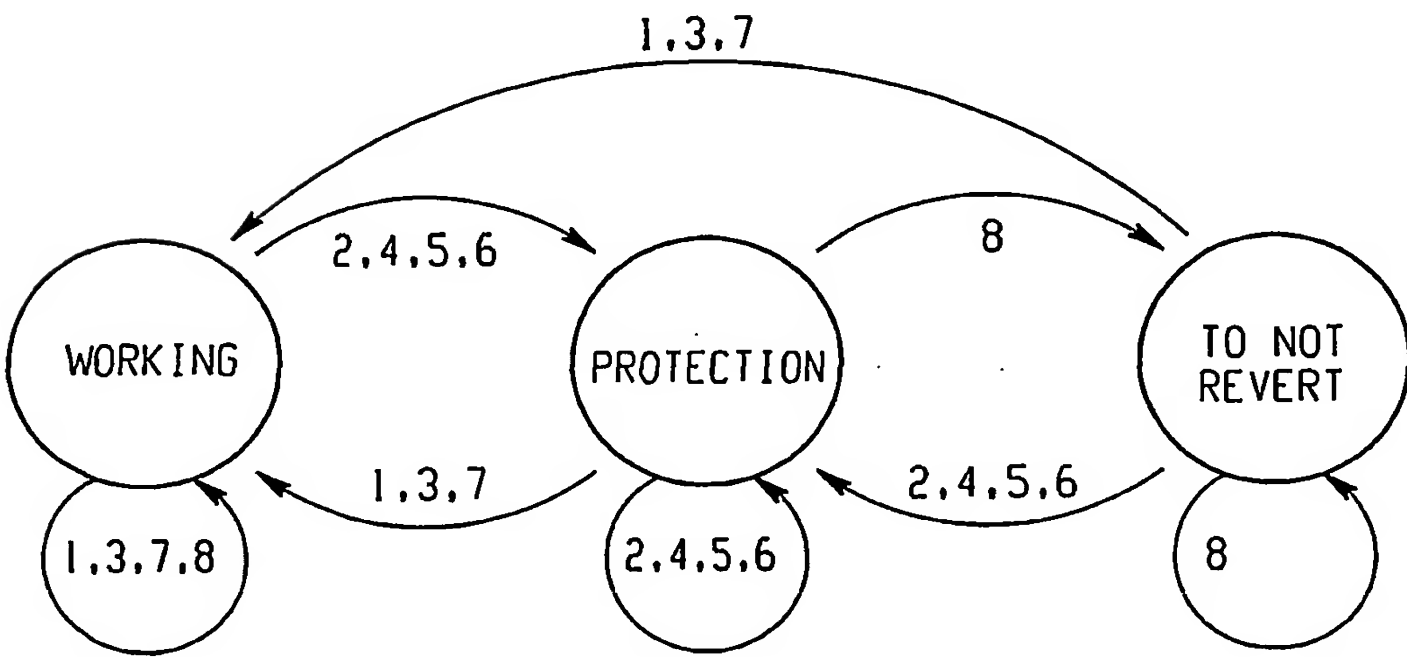 1,3,7
2,4,5,6
8
WORKING
PROTECTION
TO NOT
REVERT
1,3,7
2,4,5,6
1,3,7,8
2,4,5,6
8